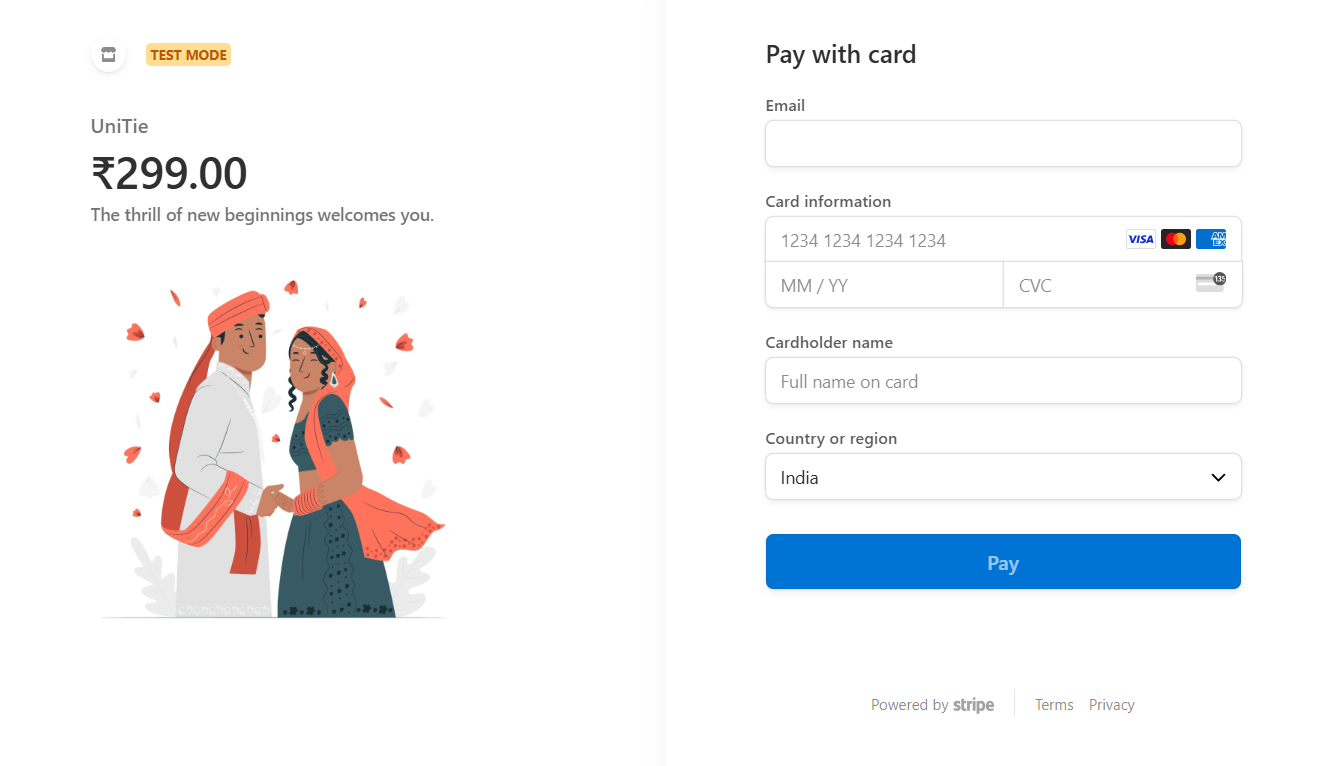 TEST MODE
UniTie
₹299.00
The thrill of new beginnings welcomes you.
Pay with card
Email
Card information
1234 1234 1234 1234
VISA
AM
EX
MM / YY
CVC
135
Cardholder name
Full name on card
Country or region
India
Pay
Powered by stripe
Terms
Privacy